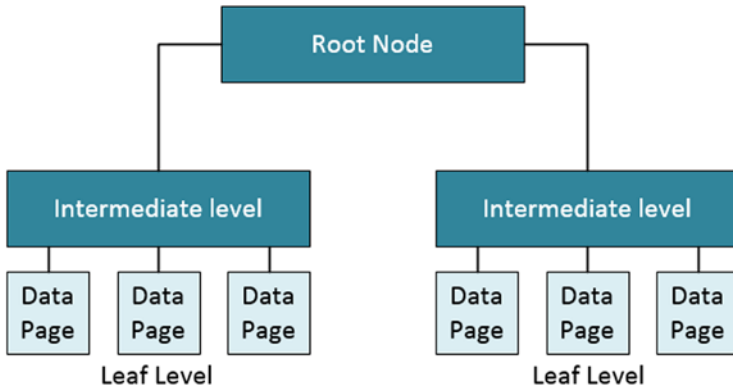 Root Node
Intermediate level
Intermediate level
Data
Page
Data
Page
Data
Page
Data
Page
Data
Page
Data
Page
Leaf Level
Leaf Level